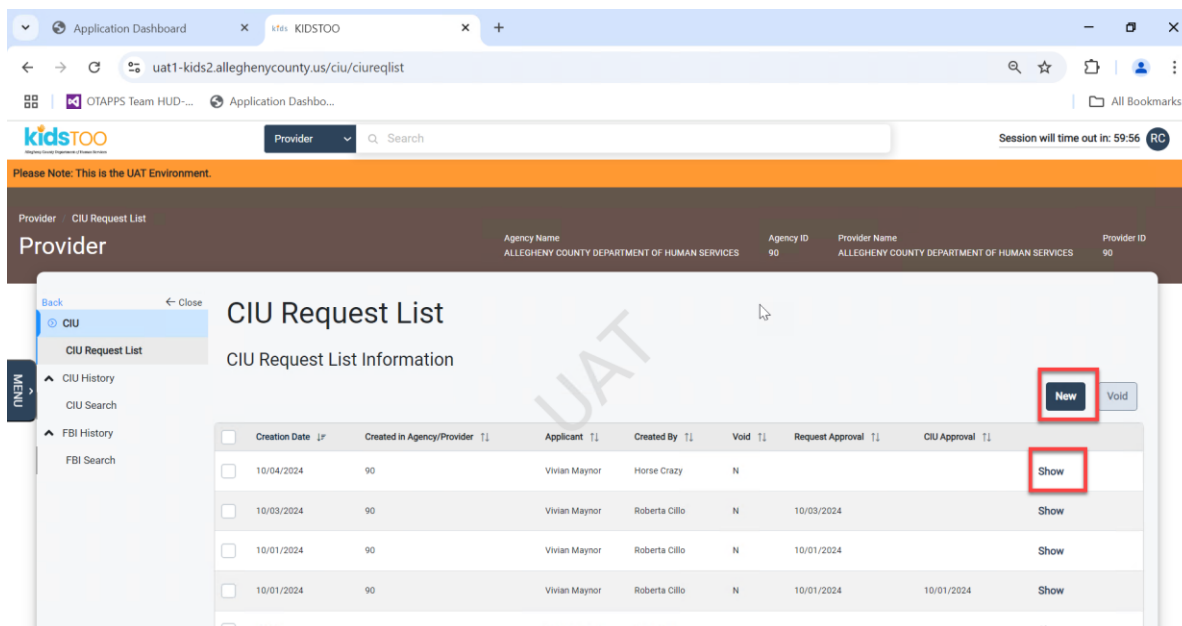 Application Dashboard
kfds KIDSTOO
uat1-kids2.alleghenycounty.us/ciu/ciureqlist
OTAPPS Team HUD-...
Application Dashbo...
All Bookmarks
kidsTOO
Provider
Search
Session will time out in: 59:56
RC
Please Note: This is the UAT Environment.
Provider / CIU Request List
Provider
Agency Name
ALLEGHENY COUNTY DEPARTMENT OF HUMAN SERVICES
Agency ID
90
Provider Name
ALLEGHENY COUNTY DEPARTMENT OF HUMAN SERVICES
Provider ID
90
MENU
Back
Close
CIU
CIU Request List
CIU History
CIU Search
FBI History
FBI Search
CIU Request List
CIU Request List Information
UAT
New
Void
Creation Date Created in Agency/Provider Applicant Created By Void Request Approval CIU Approval
10/04/2024 90 Vivian Maynor Horse Crazy N Show
10/03/2024 90 Vivian Maynor Roberta Cillo N 10/03/2024 Show
10/01/2024 90 Vivian Maynor Roberta Cillo N 10/01/2024 Show
10/01/2024 90 Vivian Maynor Roberta Cillo N 10/01/2024 10/01/2024 Show